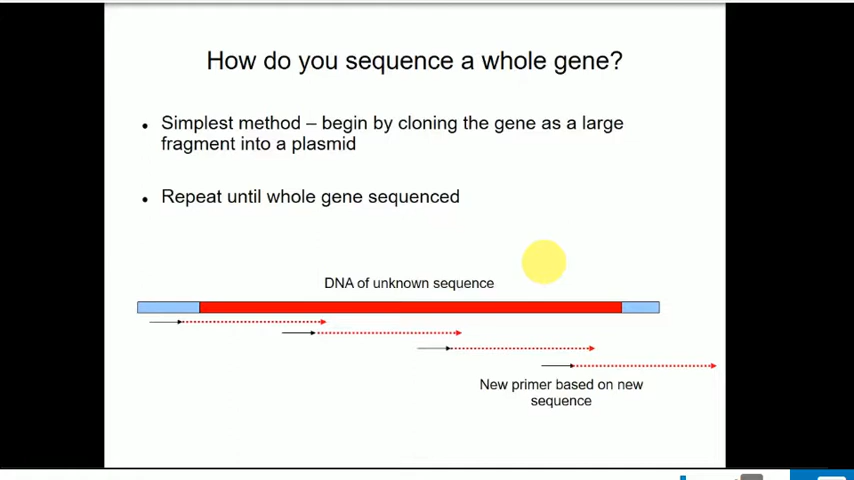 How do you sequence a whole gene?
• Simplest method – begin by cloning the gene as a large
fragment into a plasmid
• Repeat until whole gene sequenced
DNA of unknown sequence
New primer based on new
sequence